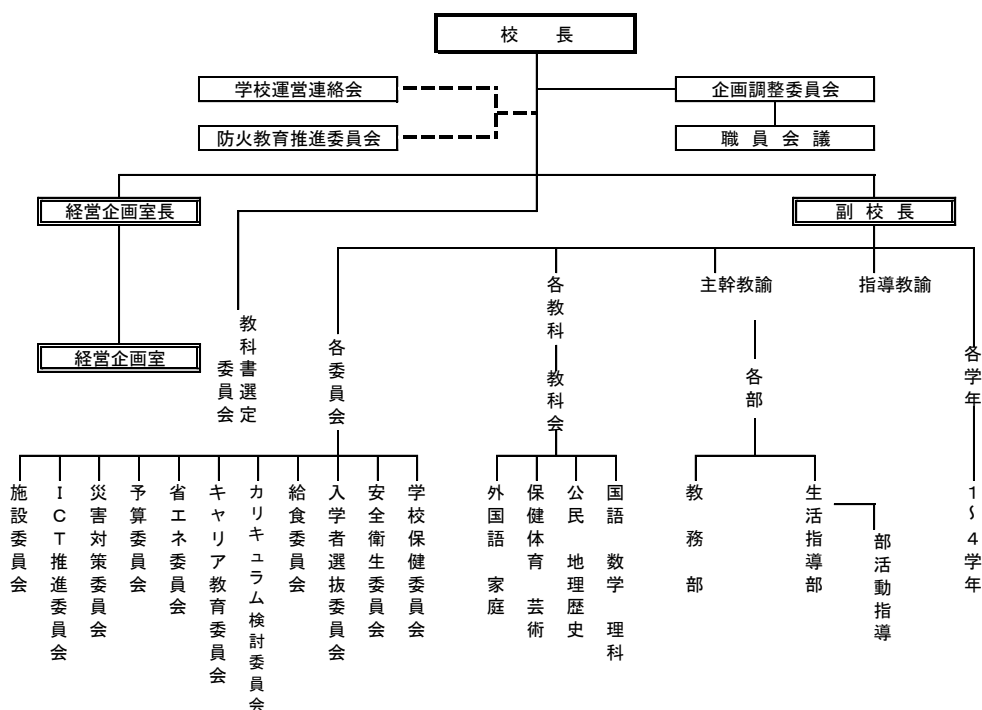 校　　長
学校運営連絡会
企画調整委員会
防火教育推進委員会
職　員　会　議
経営企画室長
副　校　長
主幹教諭
指導教諭
各教科
教科会
教科書選定
委員会
各委員会
経営企画室
各部
各学年
施設委員会
ＩＣＴ推進委員会
災害対策委員会
予算委員会
省エネ委員会
キャリア教育委員会
カリキュラム検討委員会
給食委員会
入学者選抜委員会
安全衛生委員会
学校保健委員会
外国語　家庭
保健体育　芸術
公民　地理歴史
国語　数学　理科
教　務　部
生活指導部
部活動指導
１～４学年